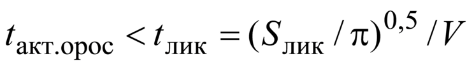 t_акт.орос < t_лик = (S_лик / π)^0,5 / V